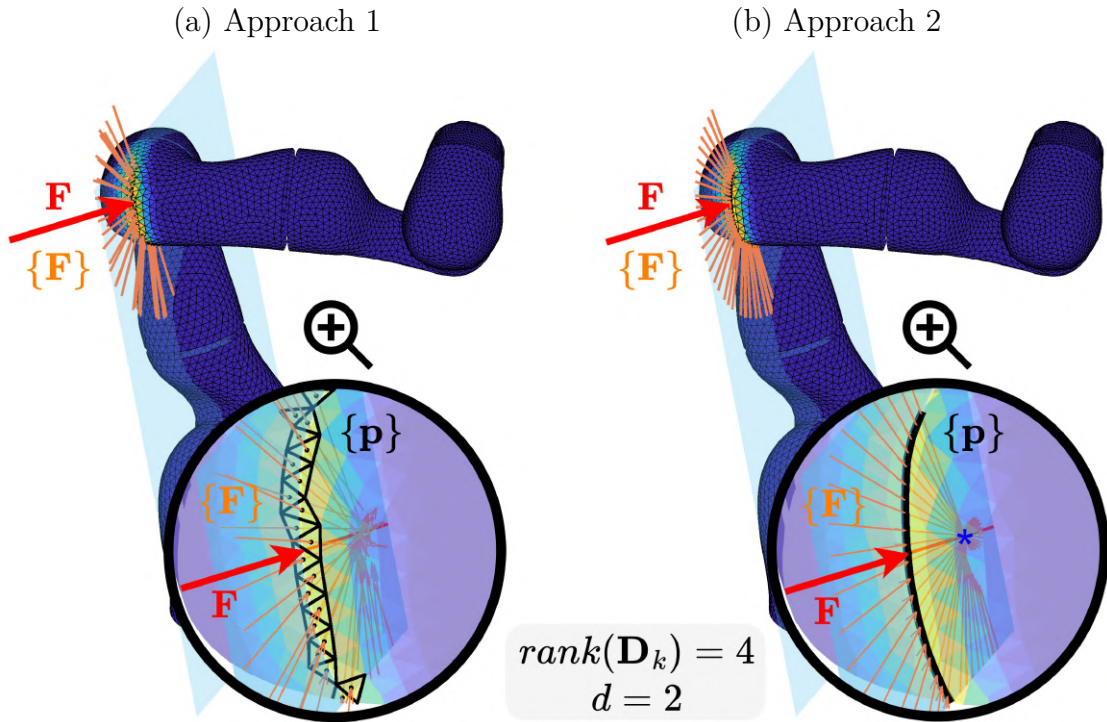 (a) Approach 1
(b) Approach 2
F
{F}
F
{F}
{p}
{F}
F
{p}
{F}
F
*
rank(D_k) = 4
d = 2